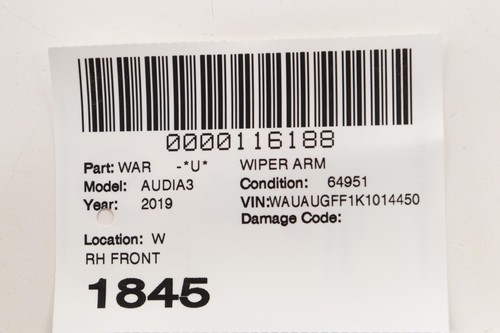 0000116188
Part: WAR -*U* WIPER ARM
Model: AUDIA3 Condition: 64951
Year: 2019 VIN:WAUAUGFF1K1014450
Damage Code:
Location: W
RH FRONT
1845